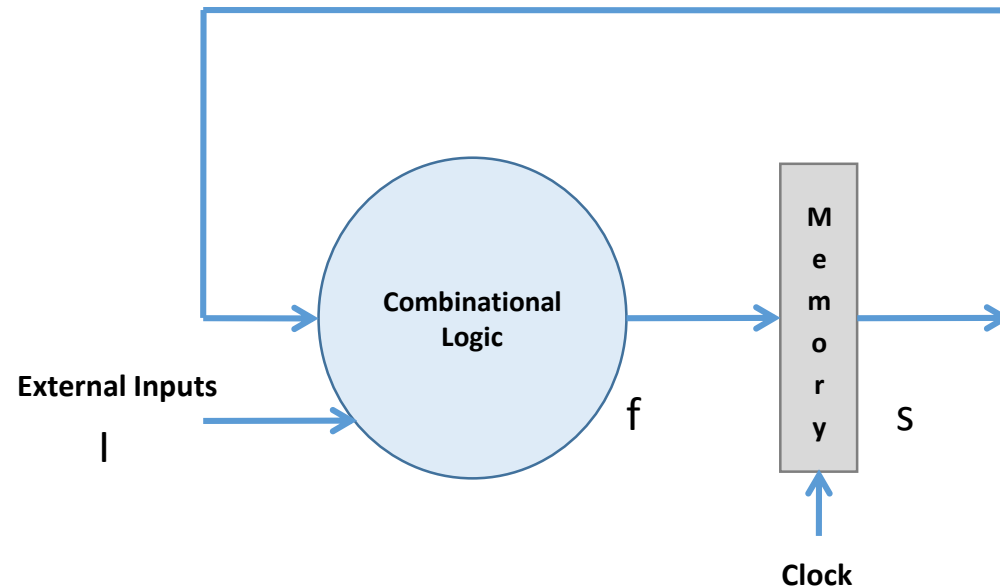 Combinational
Logic
External Inputs
I
f
M
e
m
o
r
y
s
Clock